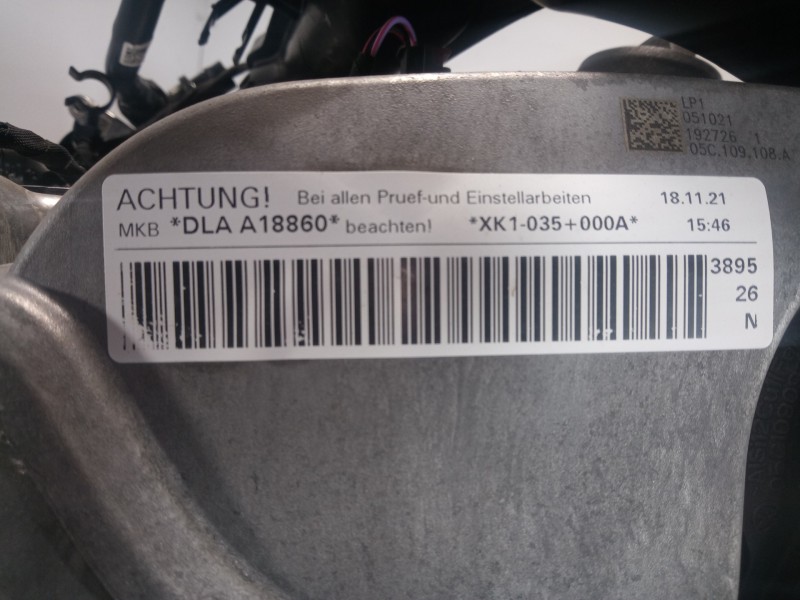 LP1
051021
192726 1
05C.109.108.A
ACHTUNG! Bei allen Pruef-und Einstellarbeiten 18.11.21
MKB *DLA A18860* beachten! *XK1-035+000A* 15:46
3895
26
N